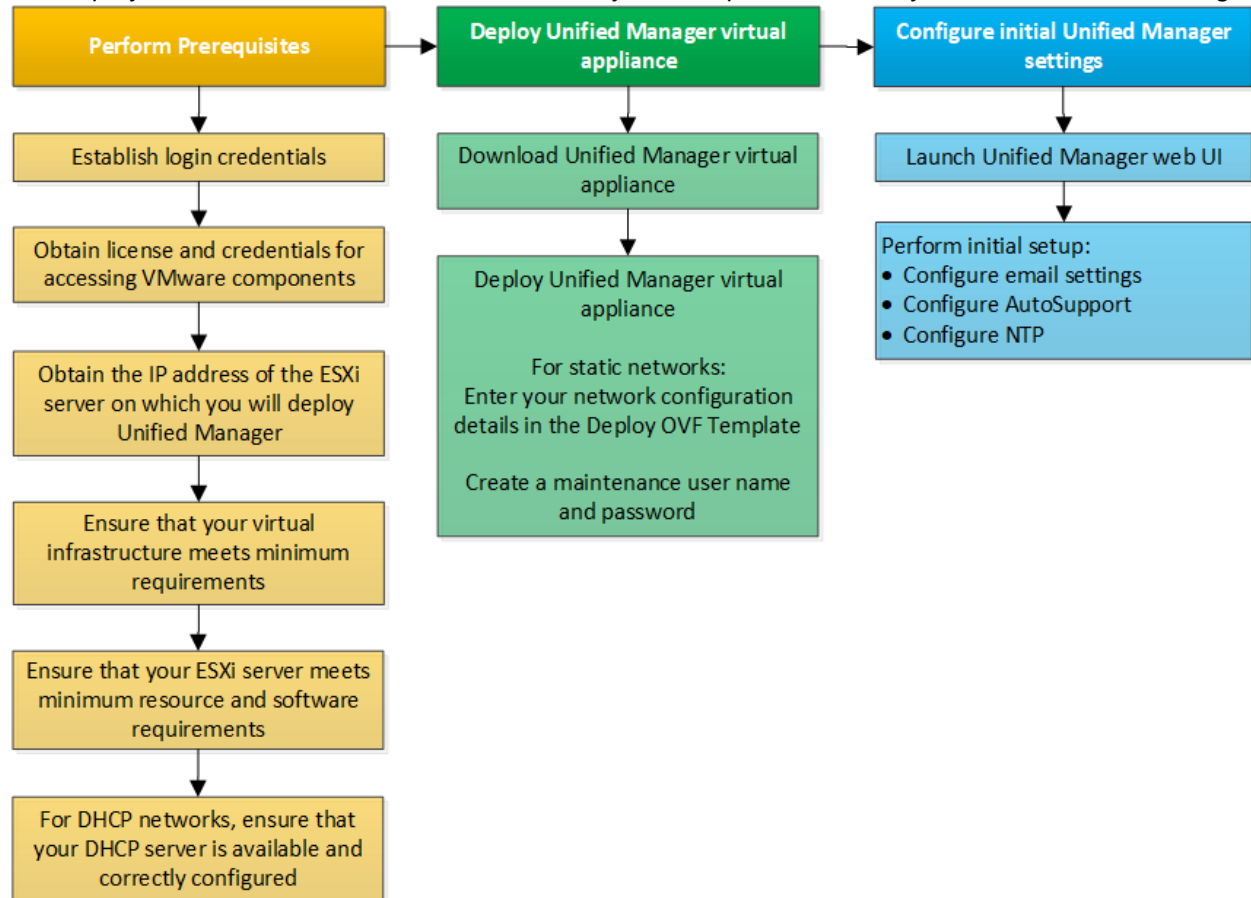 Perform Prerequisites
Deploy Unified Manager virtual
appliance
Configure initial Unified Manager
settings
Establish login credentials
Obtain license and credentials for
accessing VMware components
Obtain the IP address of the ESXi
server on which you will deploy
Unified Manager
Ensure that your virtual
infrastructure meets minimum
requirements
Ensure that your ESXi server meets
minimum resource and software
requirements
For DHCP networks, ensure that
your DHCP server is available and
correctly configured
Download Unified Manager virtual
appliance
Deploy Unified Manager virtual
appliance
For static networks:
Enter your network configuration
details in the Deploy OVF Template
Create a maintenance user name
and password
Launch Unified Manager web UI
Perform initial setup:
• Configure email settings
• Configure AutoSupport
• Configure NTP